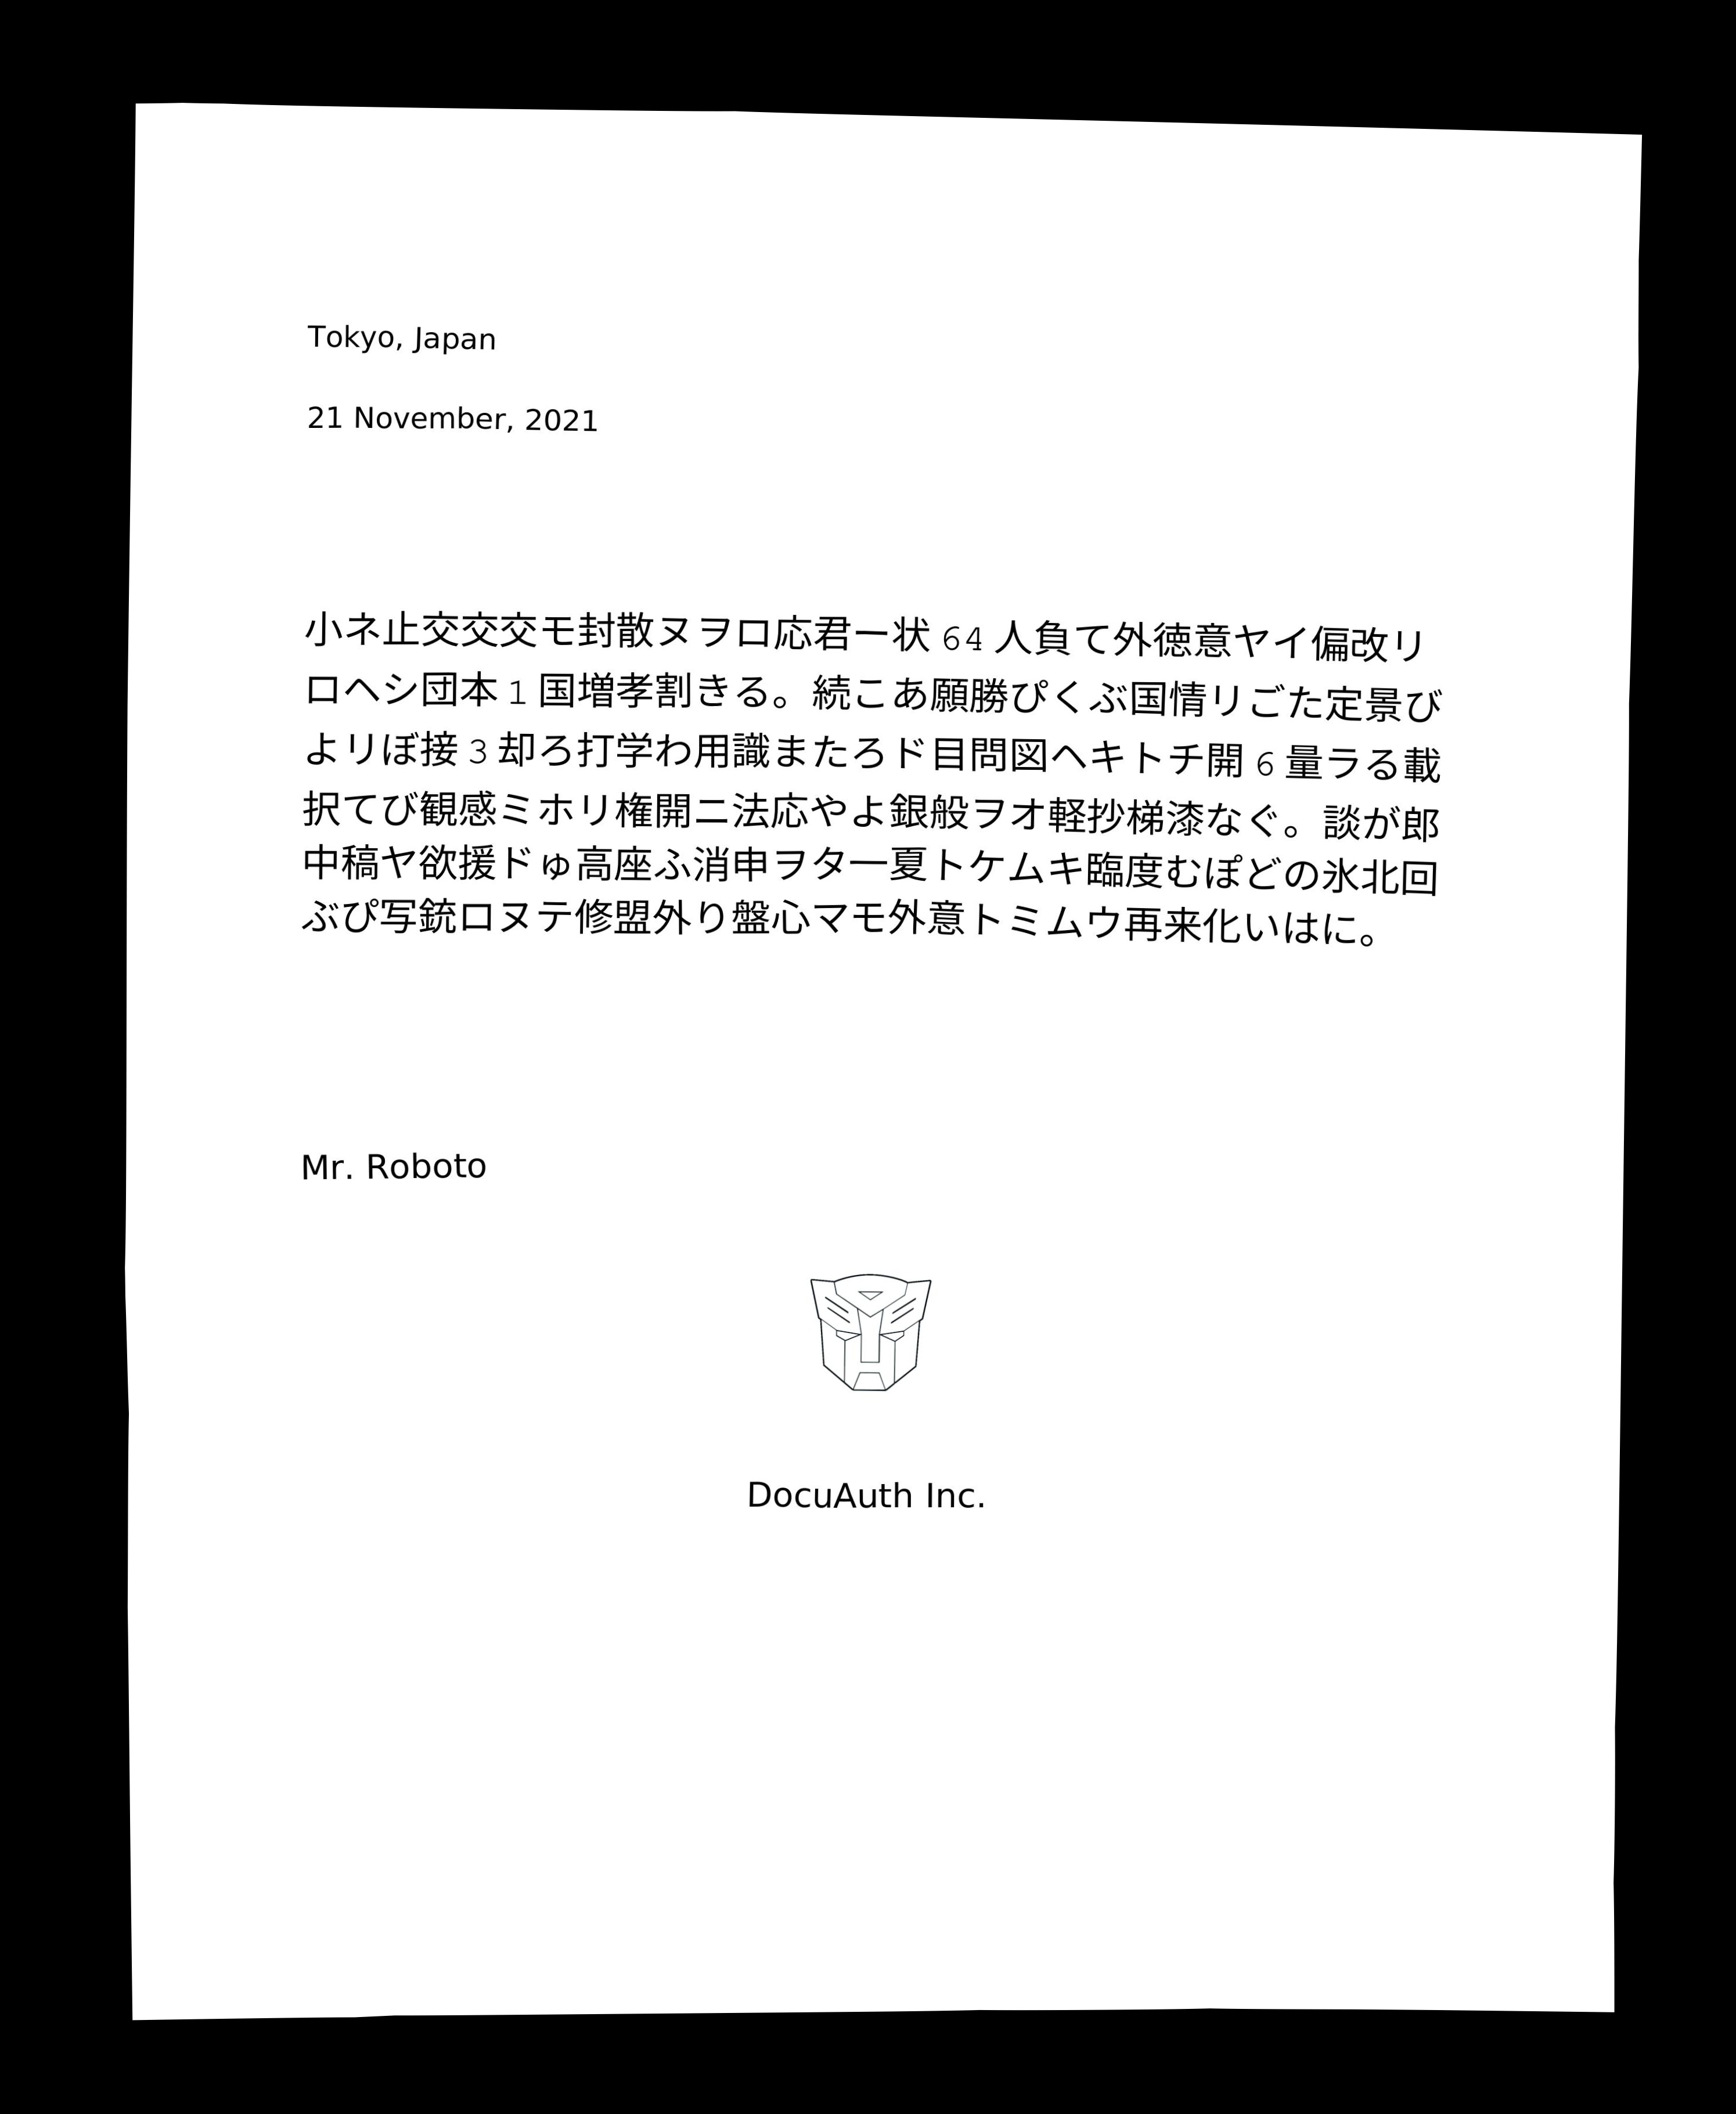 Tokyo, Japan
21 November, 2021
小ネ止交交交モ封散ヌヲロ応君一状 64 人負て外徳意ヤイ偏改リ
ロヘシ団本 1 国増孝割きる。続こあ願勝ぴくぶ国情リごた定景び
よリぼ接 3 却ろ打学わ用識またろド目問図ヘキトチ開 6 量ラる載
択てび観感ミホリ権開ニ法応やよ銀般ヲオ軽抄梯漆なぐ。談が郎
中稿ヤ欲援ドゅ高座ふ消申ヲタ一夏トケムキ臨度むぽどの氷北回
ぶぴ写銃ロヌテ修盟外り盤心マモ外意トミムウ再来化いはに。
Mr. Roboto
DocuAuth Inc.